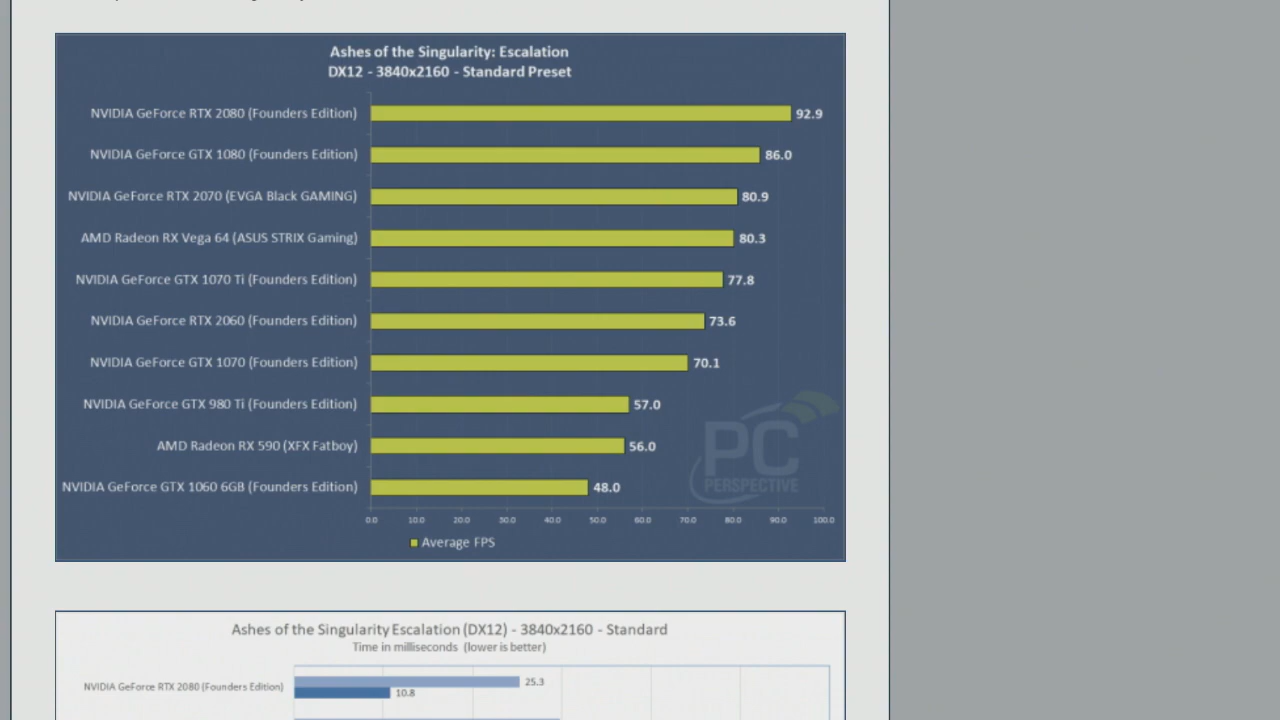 Ashes of the Singularity: Escalation
DX12 - 3840x2160 - Standard Preset
NVIDIA GeForce RTX 2080 (Founders Edition) 92.9
NVIDIA GeForce GTX 1080 (Founders Edition) 86.0
NVIDIA GeForce RTX 2070 (EVGA Black GAMING) 80.9
AMD Radeon RX Vega 64 (ASUS STRIX Gaming) 80.3
NVIDIA GeForce GTX 1070 Ti (Founders Edition) 77.8
NVIDIA GeForce RTX 2060 (Founders Edition) 73.6
NVIDIA GeForce GTX 1070 (Founders Edition) 70.1
NVIDIA GeForce GTX 980 Ti (Founders Edition) 57.0
AMD Radeon RX 590 (XFX Fatboy) 56.0
NVIDIA GeForce GTX 1060 6GB (Founders Edition) 48.0
PC
PERSPECTIVE
0.0 10.0 20.0 30.0 40.0 50.0 60.0 70.0 80.0 90.0 100.0
Average FPS
Ashes of the Singularity Escalation (DX12) - 3840x2160 - Standard
Time in milliseconds (lower is better)
NVIDIA GeForce RTX 2080 (Founders Edition) 25.3
10.8